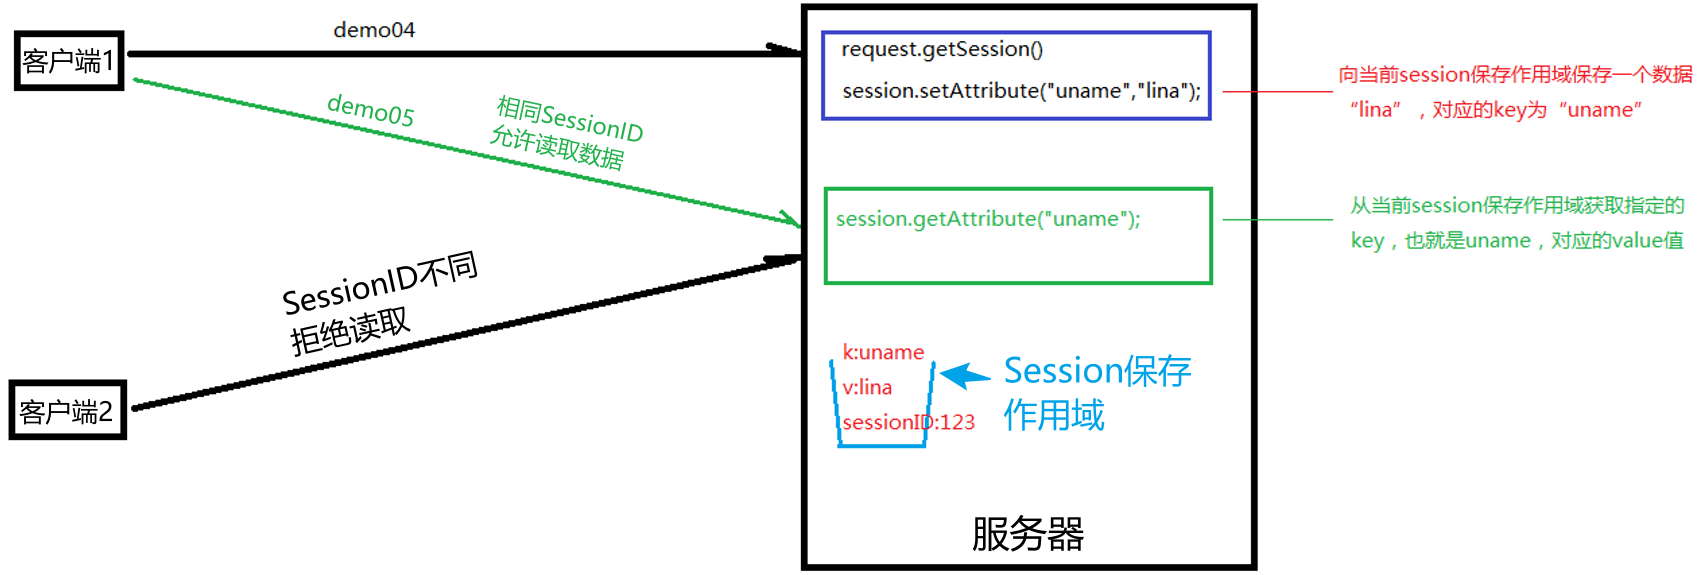 demo04
客户端1
demo05
相同SessionID
允许读取数据
request.getSession()
session.setAttribute("uname","lina");
向当前session保存作用域保存一个数据
“lina”，对应的key为“uname”
session.getAttribute("uname");
从当前session保存作用域获取指定的
key，也就是uname，对应的value值
SessionID不同
拒绝读取
客户端2
k:uname
v:lina
sessionID:123
Session保存
作用域
服务器